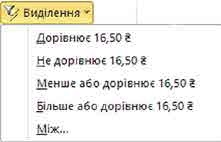 Виділення
Дорівнює 16,50 ₴
Не дорівнює 16,50 ₴
Менше або дорівнює 16,50 ₴
Більше або дорівнює 16,50 ₴
Між...